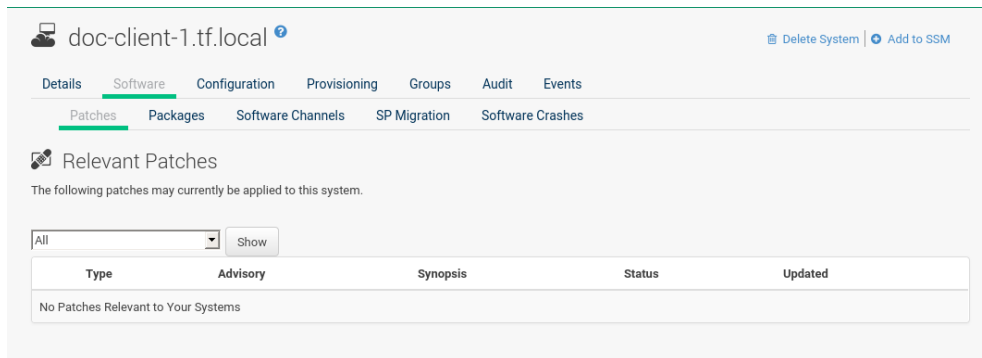 doc-client-1.tf.local ?
Delete System | Add to SSM
Details Software Configuration Provisioning Groups Audit Events
Patches Packages Software Channels SP Migration Software Crashes
Relevant Patches
The following patches may currently be applied to this system.
All Show
Type Advisory Synopsis Status Updated
No Patches Relevant to Your Systems